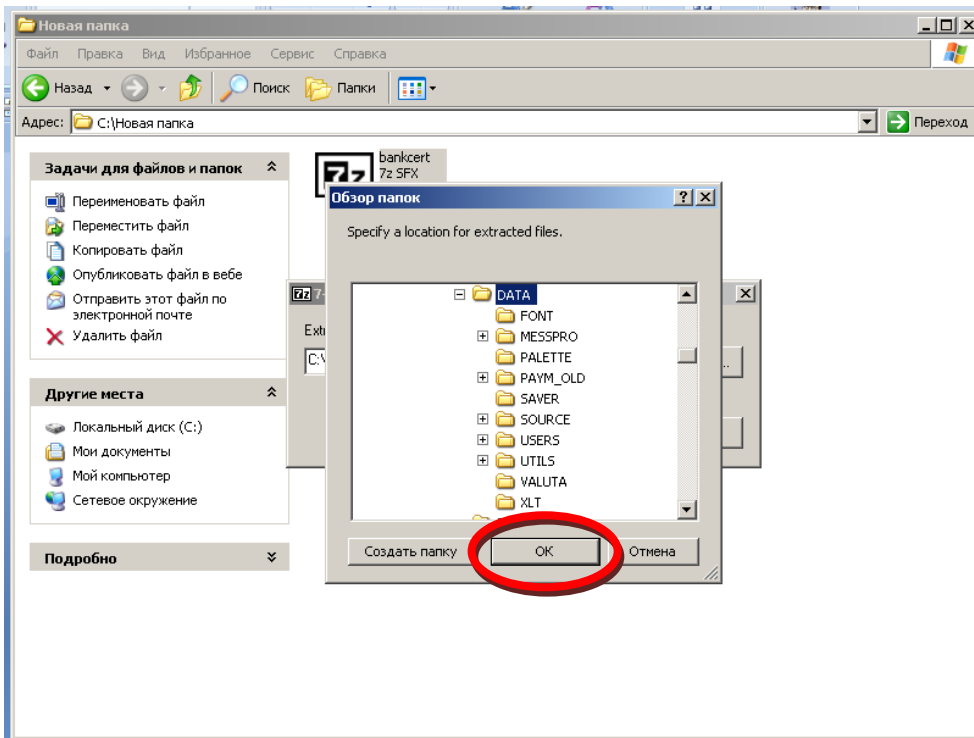 Новая папка
Файл Правка Вид Избранное Сервис Справка
Назад Поиск Папки
Адрес: C:\Новая папка Переход
Задачи для файлов и папок
Переименовать файл
Переместить файл
Копировать файл
Опубликовать файл в вебе
Отправить этот файл по
электронной почте
Удалить файл
Другие места
Локальный диск (C:)
Мои документы
Мой компьютер
Сетевое окружение
Подробно
bankcert
7z SFX
Обзор папок
Specify a location for extracted files.
DATA
FONT
MESSPRO
PALETTE
PAYM_OLD
SAVER
SOURCE
USERS
UTILS
VALUTA
XLT
Создать папку OK Отмена